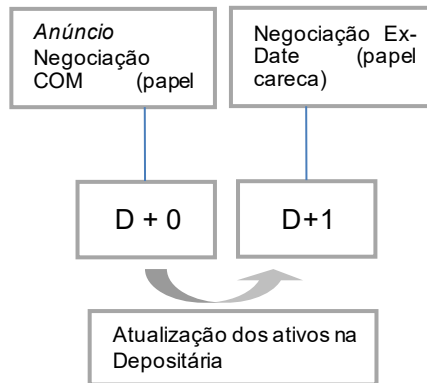 Anúncio
Negociação
COM (papel
Negociação Ex-
Date (papel
careca)
D + 0
D+1
Atualização dos ativos na
Depositária